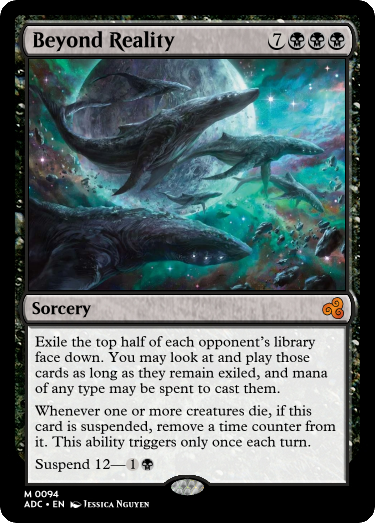 Beyond Reality 7
Sorcery
Exile the top half of each opponent's library
face down. You may look at and play those
cards as long as they remain exiled, and mana
of any type may be spent to cast them.
Whenever one or more creatures die, if this
card is suspended, remove a time counter from
it. This ability triggers only once each turn.
Suspend 12—1
M 0094
ADC • EN Jessica Nguyen